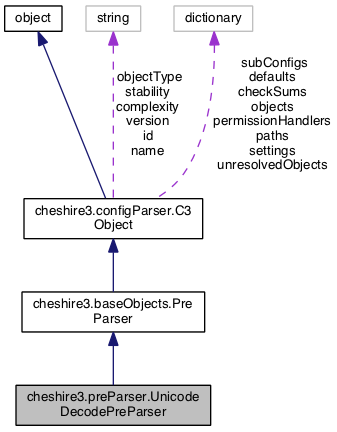 object
string
dictionary
objectType
stability
complexity
version
id
name
subConfigs
defaults
checkSums
objects
permissionHandlers
paths
settings
unresolvedObjects
cheshire3.configParser.C3
Object
cheshire3.baseObjects.Pre
Parser
cheshire3.preParser.Unicode
DecodePreParser